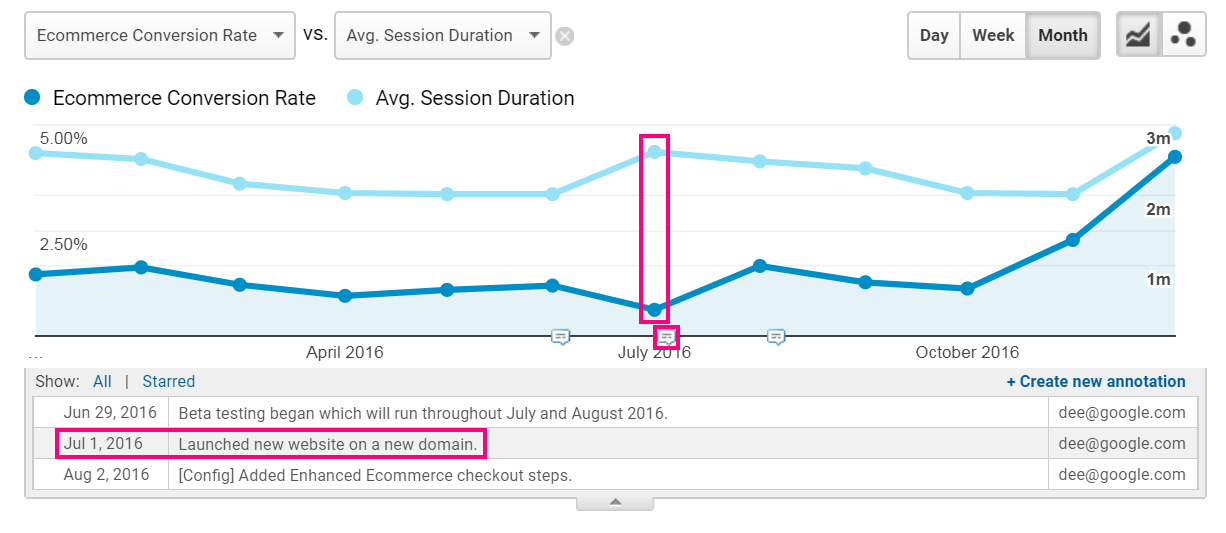 Ecommerce Conversion Rate vs. Avg. Session Duration Day Week Month
Ecommerce Conversion Rate Avg. Session Duration
5.00% 3m
2m
2.50%
1m
... April 2016 July 2016 October 2016
Show: All | Starred + Create new annotation
Jun 29, 2016 Beta testing began which will run throughout July and August 2016. dee@google.com
Jul 1, 2016 Launched new website on a new domain. dee@google.com
Aug 2, 2016 [Config] Added Enhanced Ecommerce checkout steps. dee@google.com